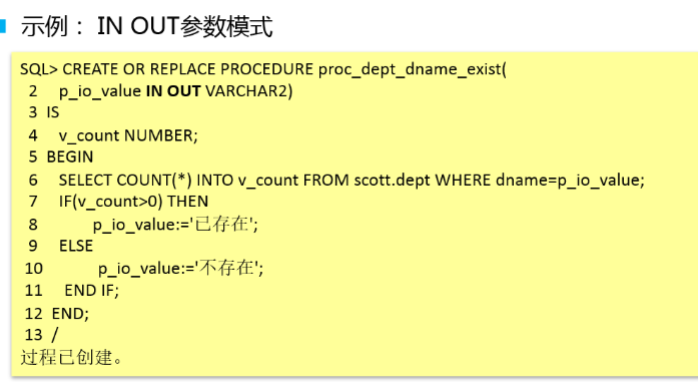 示例： IN OUT参数模式
SQL> CREATE OR REPLACE PROCEDURE proc_dept_dname_exist(
2 p_io_value IN OUT VARCHAR2)
3 IS
4 v_count NUMBER;
5 BEGIN
6 SELECT COUNT(*) INTO v_count FROM scott.dept WHERE dname=p_io_value;
7 IF(v_count>0) THEN
8 p_io_value:='已存在';
9 ELSE
10 p_io_value:='不存在';
11 END IF;
12 END;
13 /
过程已创建。